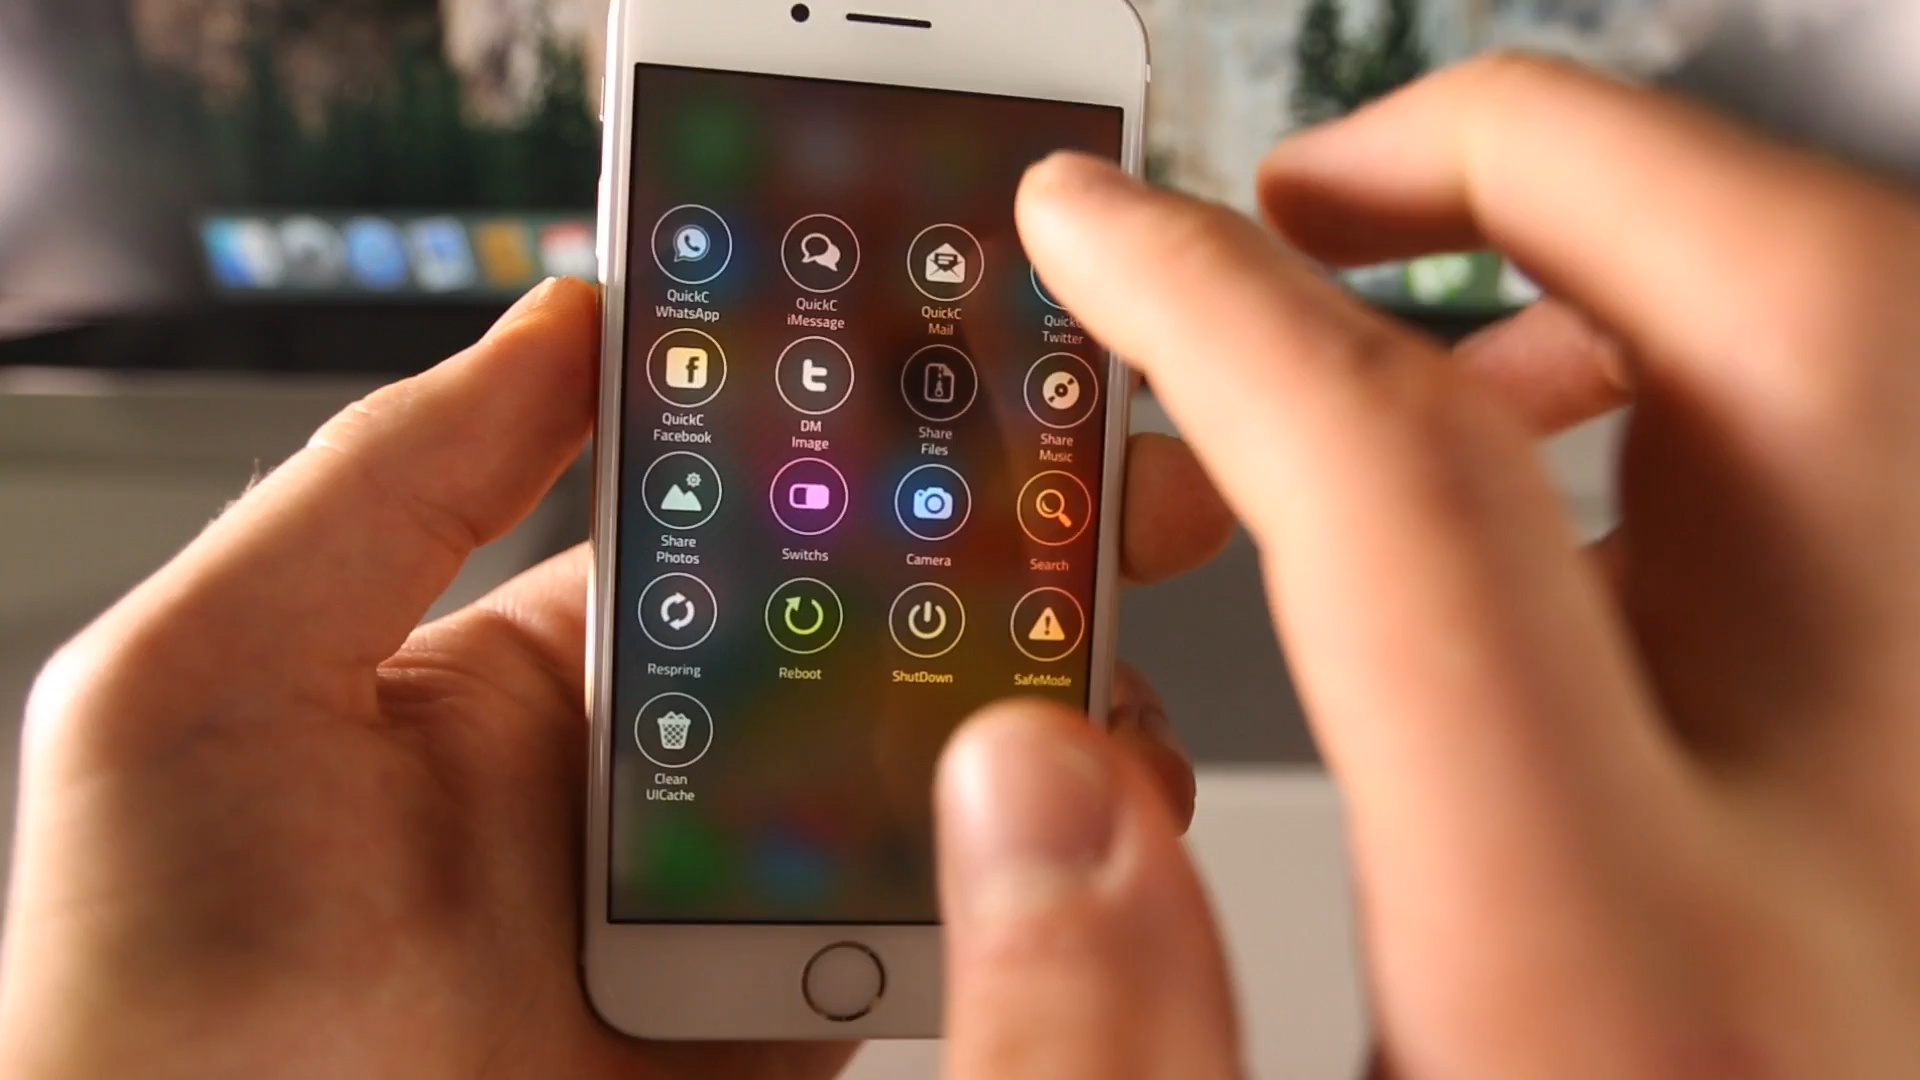 QuickC
WhatsApp
QuickC
iMessage
QuickC
Mail
Twitter
QuickC
Facebook
DM
Image
Share
Files
Share
Music
Share
Photos
Switchs
Camera
Search
Respring
Reboot
ShutDown
SafeMode
Clean
UICache